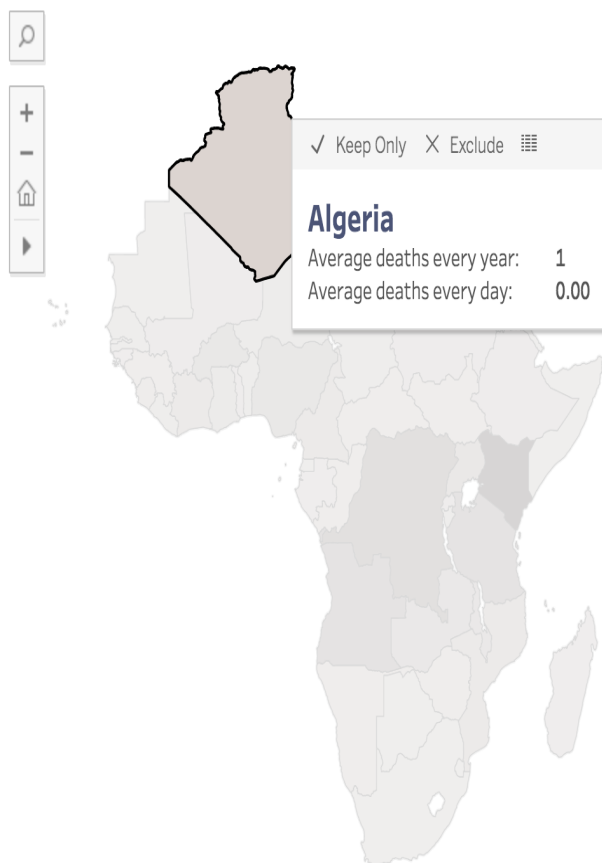 Keep Only Exclude
Algeria
Average deaths every year: 1
Average deaths every day: 0.00